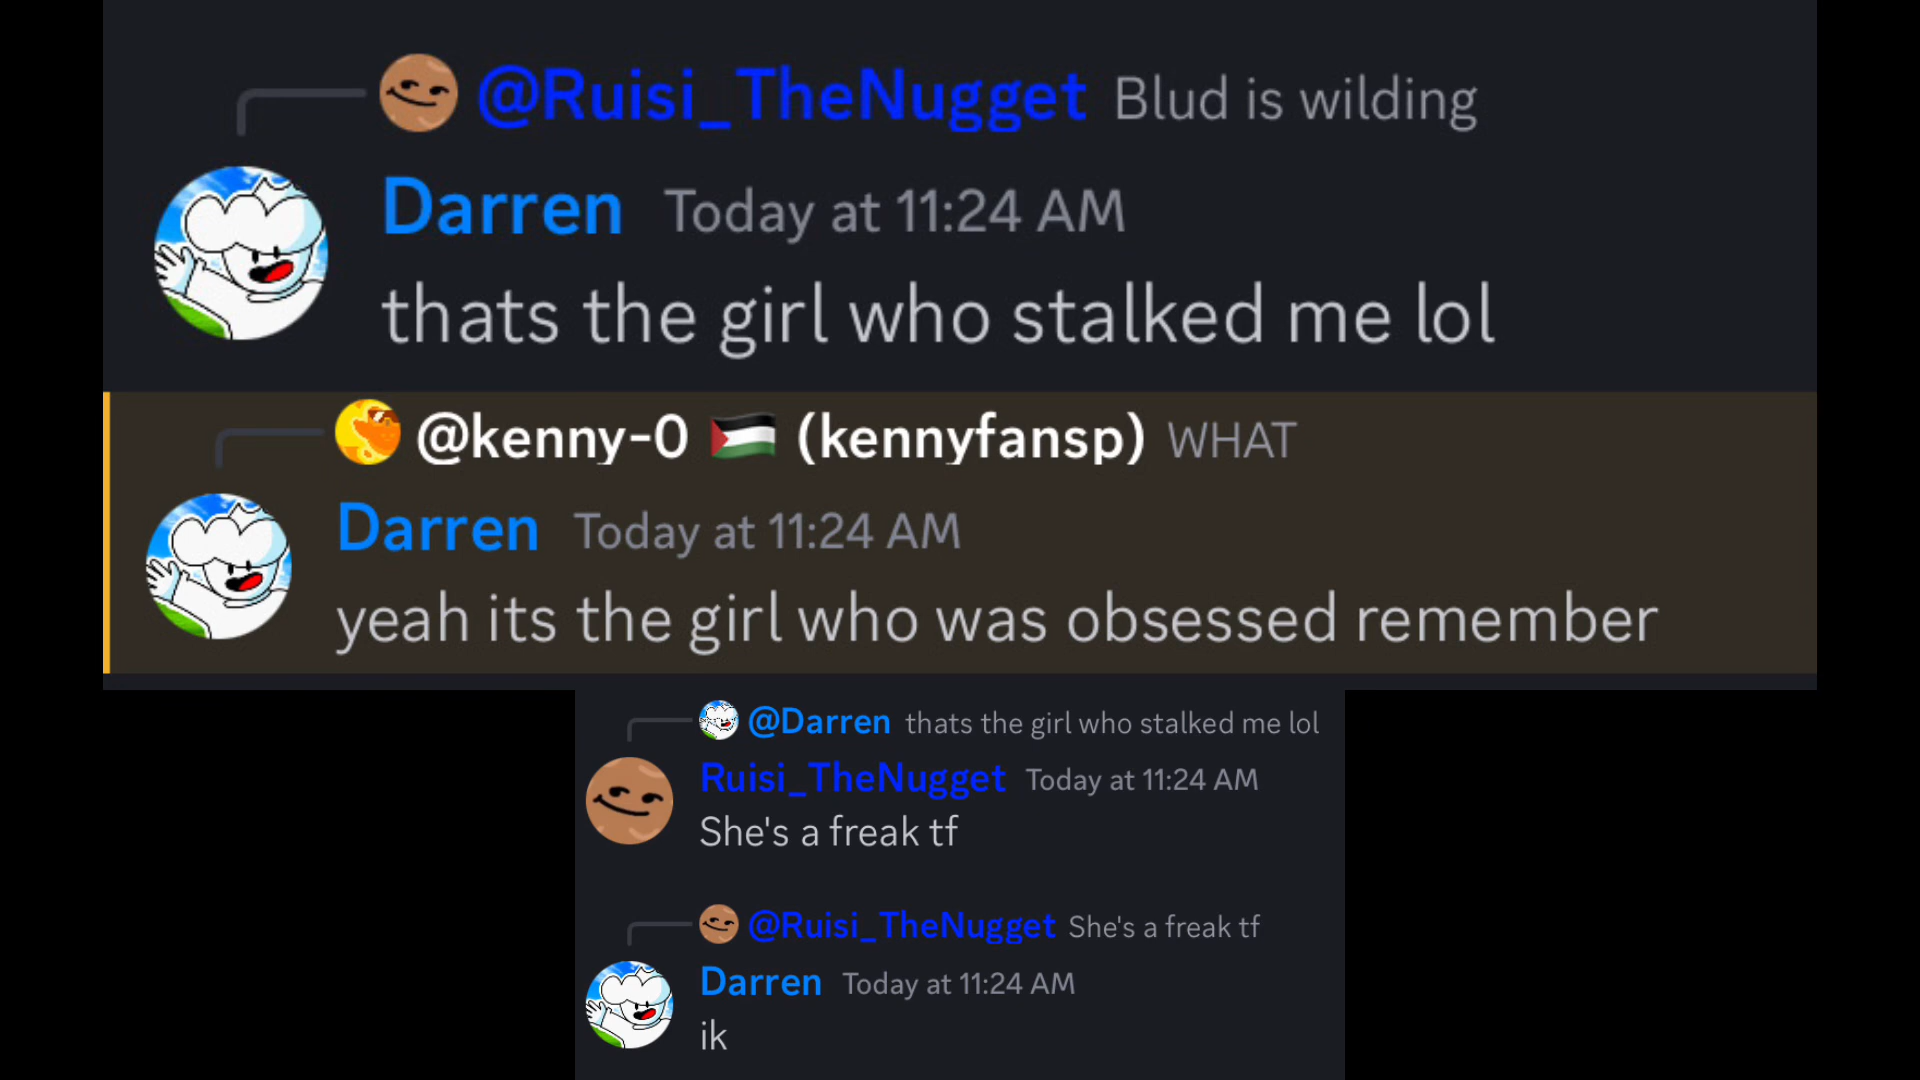 @Ruisi_TheNugget Blud is wilding
Darren Today at 11:24 AM
thats the girl who stalked me lol
@kenny-0 🇵🇸 (kennyfansp) WHAT
Darren Today at 11:24 AM
yeah its the girl who was obsessed remember
@Darren thats the girl who stalked me lol
Ruisi_TheNugget Today at 11:24 AM
She's a freak tf
@Ruisi_TheNugget She's a freak tf
Darren Today at 11:24 AM
ik